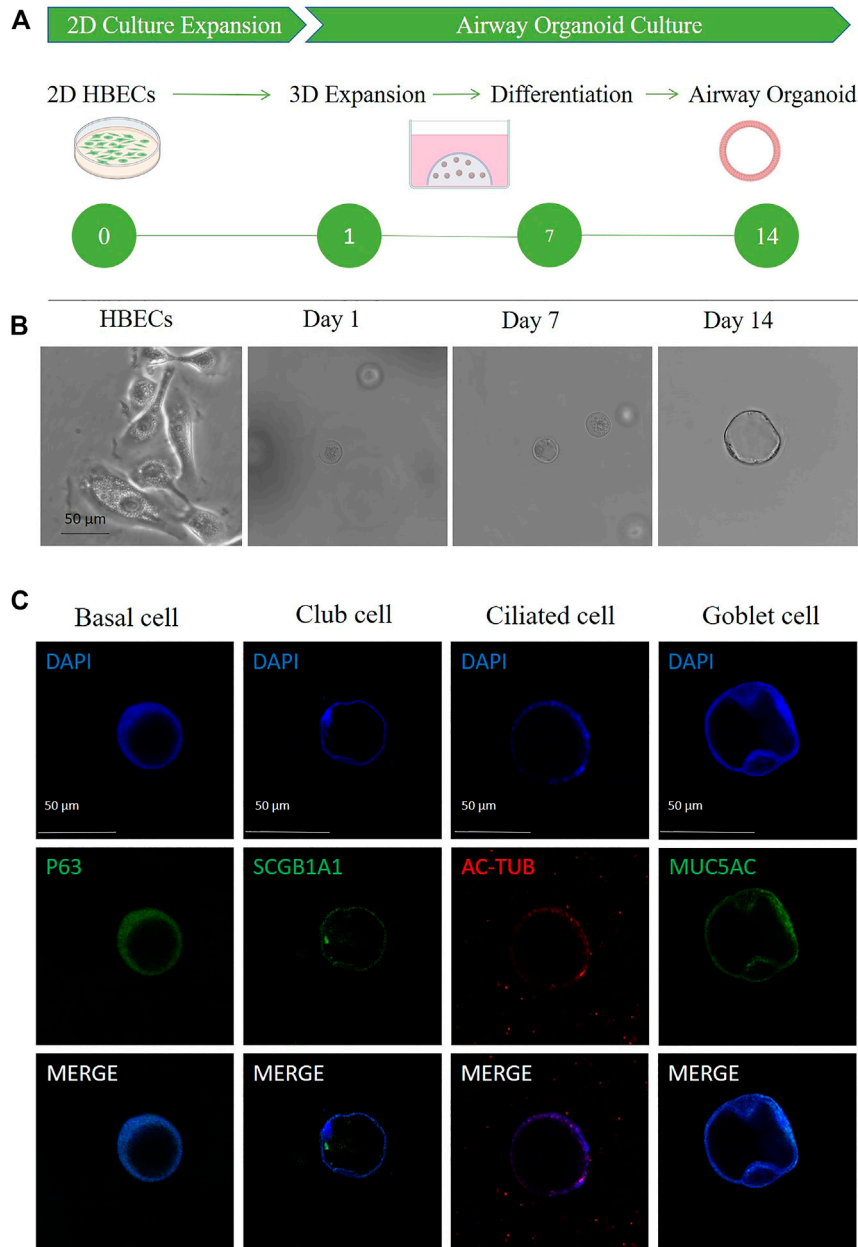 A
2D Culture Expansion
Airway Organoid Culture
2D HBECs
3D Expansion
Differentiation
Airway Organoid
0
1
7
14
B
HBECs
Day 1
Day 7
Day 14
50 μm
C
Basal cell
Club cell
Ciliated cell
Goblet cell
DAPI
DAPI
DAPI
DAPI
50 μm
50 μm
50 μm
50 μm
P63
SCGB1A1
AC-TUB
MUC5AC
MERGE
MERGE
MERGE
MERGE